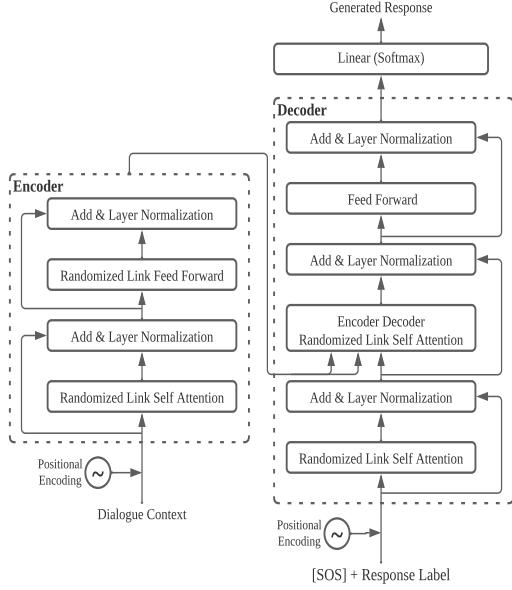 Generated Response
Linear (Softmax)
Decoder
Add & Layer Normalization
Feed Forward
Add & Layer Normalization
Encoder Decoder
Randomized Link Self Attention
Add & Layer Normalization
Randomized Link Self Attention
Positional
Encoding
~
[SOS] + Response Label
Encoder
Add & Layer Normalization
Randomized Link Feed Forward
Add & Layer Normalization
Randomized Link Self Attention
Positional
Encoding
~
Dialogue Context